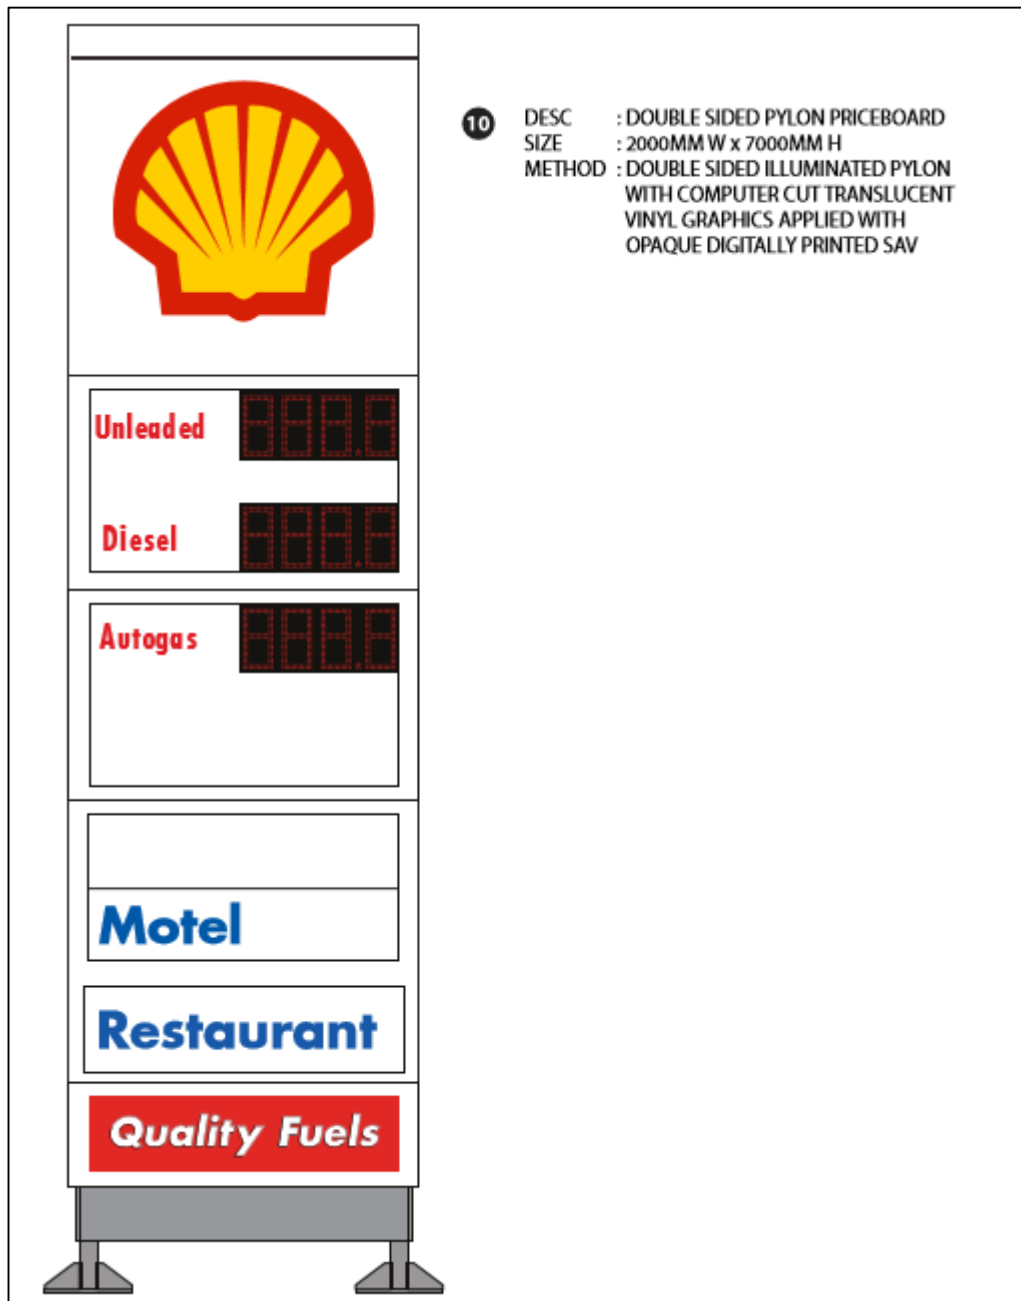 10
DESC : DOUBLE SIDED PYLON PRICEBOARD
SIZE : 2000MM W x 7000MM H
METHOD : DOUBLE SIDED ILLUMINATED PYLON
WITH COMPUTER CUT TRANSLUCENT
VINYL GRAPHICS APPLIED WITH
OPAQUE DIGITALLY PRINTED SAV
Unleaded
Diesel
Autogas
Motel
Restaurant
Quality Fuels